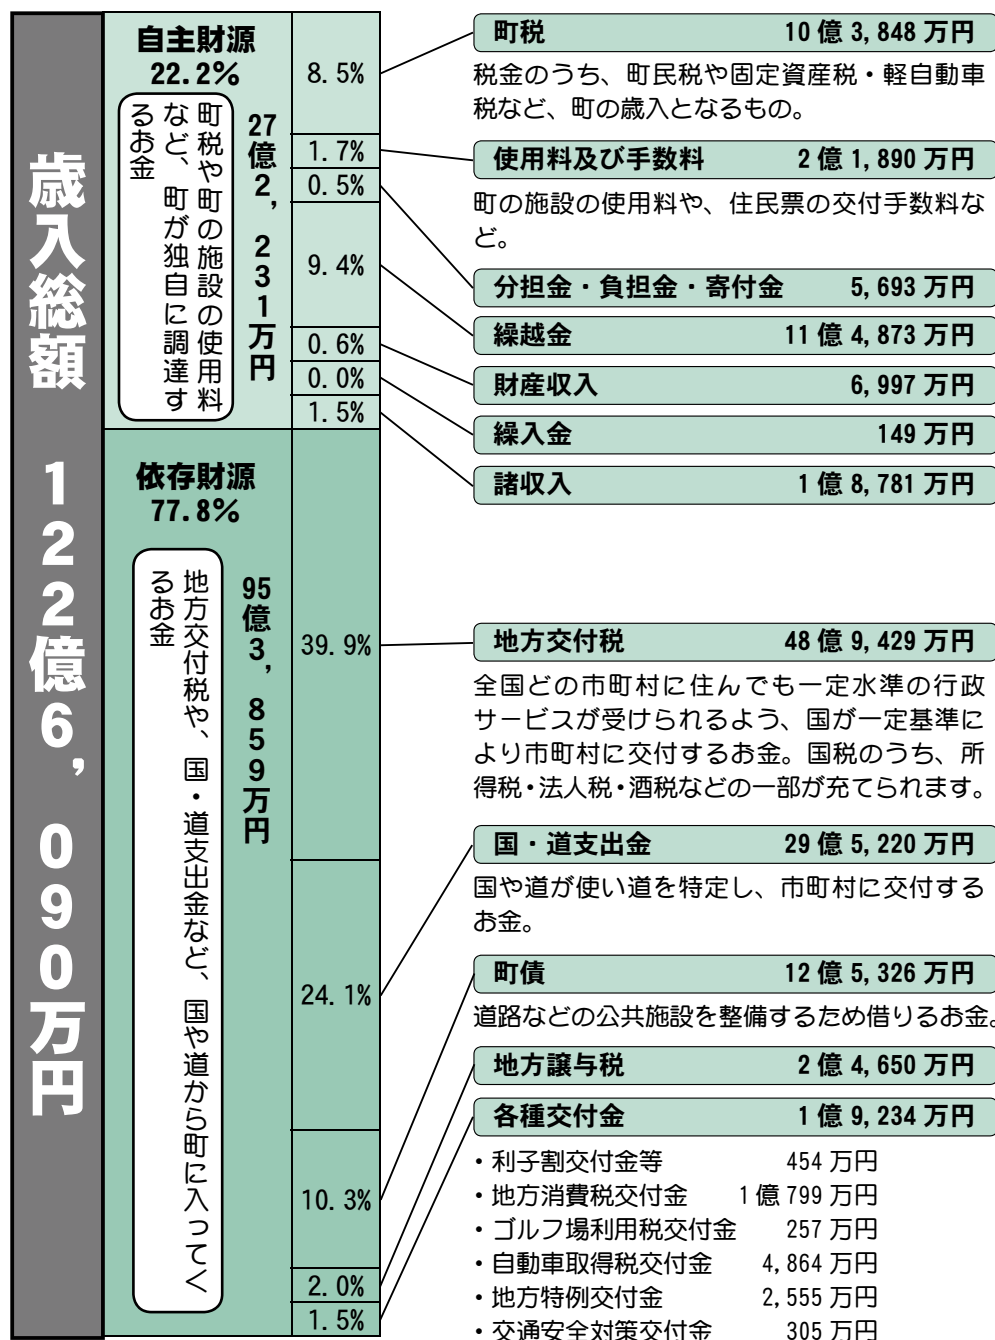 歳入総額 122億6,090万円
自主財源
22.2%
町税や町の施設の使用料
など、町が独自に調達す
るお金
27億2,231万円
8.5%
1.7%
0.5%
9.4%
0.6%
0.0%
1.5%
町税 10億3,848万円
税金のうち、町民税や固定資産税・軽自動車
税など、町の歳入となるもの。
使用料及び手数料 2億1,890万円
町の施設の使用料や、住民票の交付手数料な
ど。
分担金・負担金・寄付金 5,693万円
繰越金 11億4,873万円
財産収入 6,997万円
繰入金 149万円
諸収入 1億8,781万円
依存財源
77.8%
地方交付税や、国・道支出金など、国や道から町に入ってく
るお金
95億3,859万円
39.9%
24.1%
10.3%
2.0%
1.5%
地方交付税 48億9,429万円
全国どの市町村に住んでも一定水準の行政
サービスが受けられるよう、国が一定基準に
より市町村に交付するお金。国税のうち、所
得税・法人税・酒税などの一部が充てられます。
国・道支出金 29億5,220万円
国や道が使い道を特定し、市町村に交付する
お金。
町債 12億5,326万円
道路などの公共施設を整備するため借りるお金。
地方譲与税 2億4,650万円
各種交付金 1億9,234万円
・利子割交付金等 454万円
・地方消費税交付金 1億799万円
・ゴルフ場利用税交付金 257万円
・自動車取得税交付金 4,864万円
・地方特例交付金 2,555万円
・交通安全対策交付金 305万円